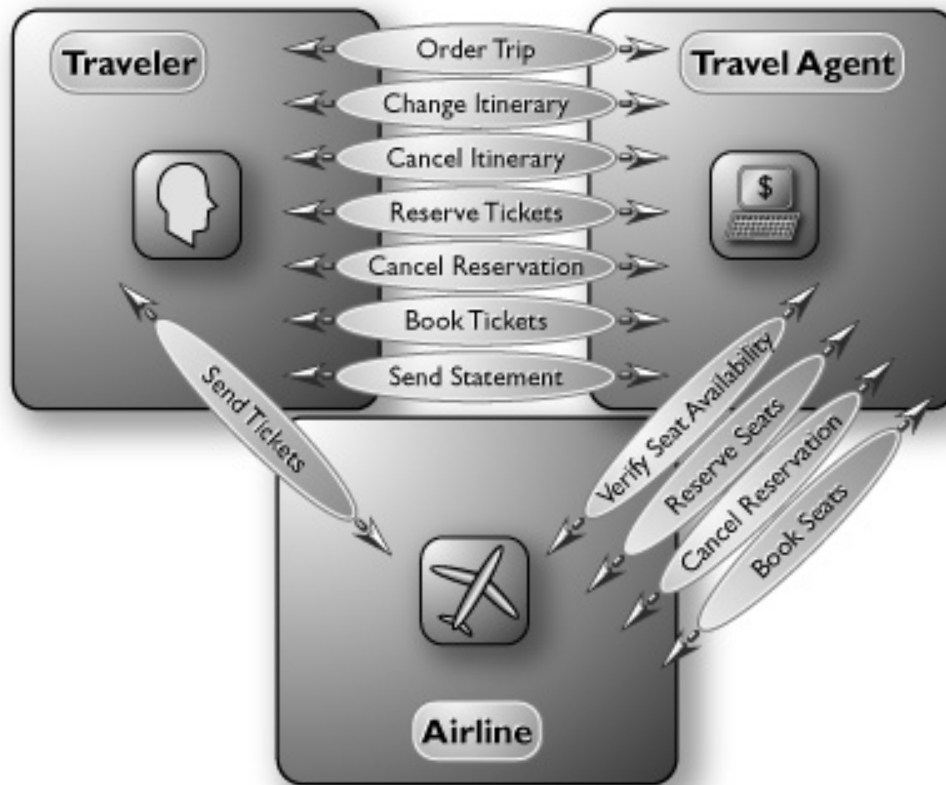 Traveler
Travel Agent
Order Trip
Change Itinerary
Cancel Itinerary
Reserve Tickets
Cancel Reservation
Book Tickets
Send Statement
$
Send Tickets
Verify Seat Availability
Reserve Seats
Cancel Reservation
Book Seats
Airline